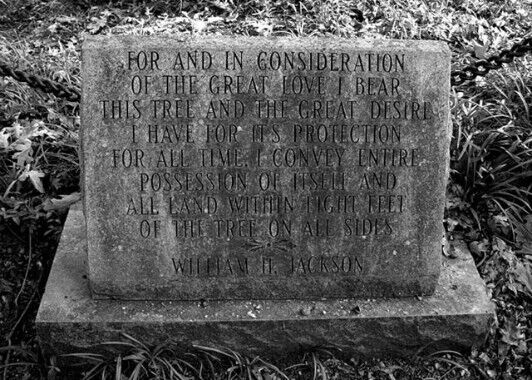 FOR AND IN CONSIDERATION
OF THE GREAT LOVE I BEAR
THIS TREE AND THE GREAT DESIRE
I HAVE FOR ITS PROTECTION
FOR ALL TIME, I CONVEY ENTIRE
POSSESSION OF ITSELF AND
ALL LAND WITHIN EIGHT FEET
OF THE TREE ON ALL SIDES
WILLIAM H. JACKSON